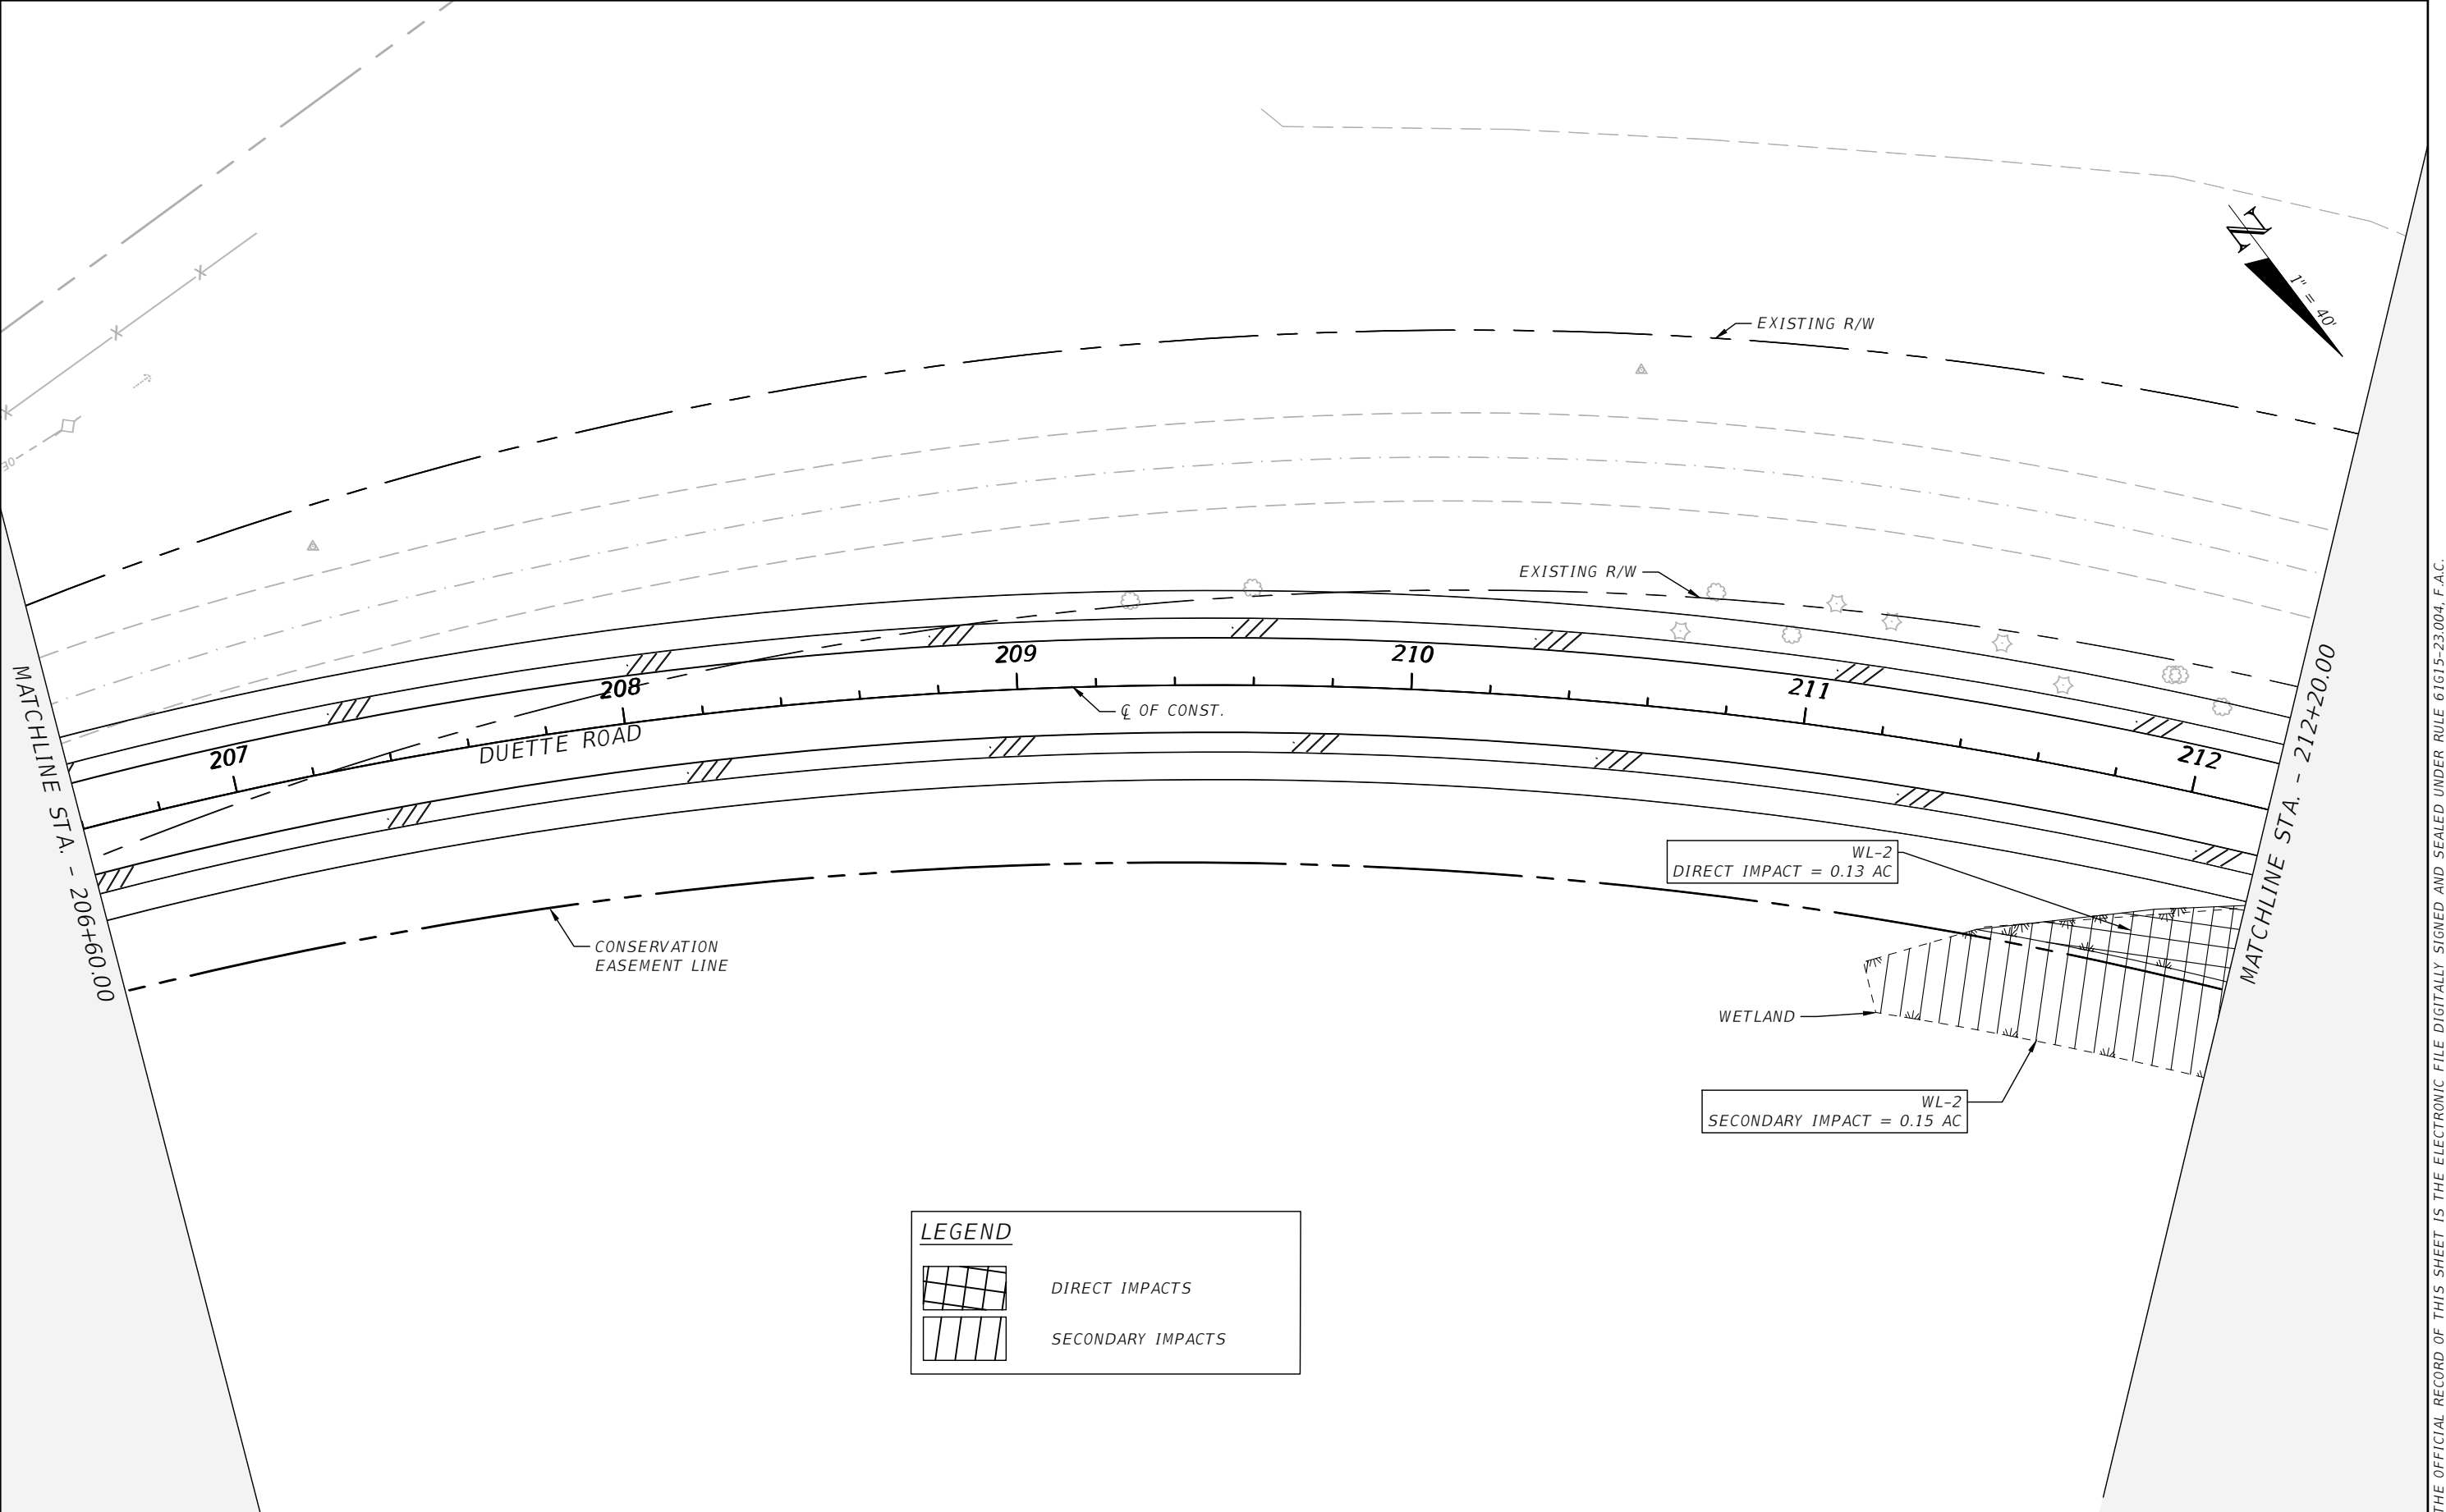 N
1" = 40'
EXISTING R/W
30
EXISTING R/W
207
208
209
210
211
212
℄ OF CONST.
DUETTE ROAD
MATCHLINE STA. - 206+60.00
MATCHLINE STA. - 212+20.00
WL-2
DIRECT IMPACT = 0.13 AC
CONSERVATION
EASEMENT LINE
WETLAND
WL-2
SECONDARY IMPACT = 0.15 AC
LEGEND
DIRECT IMPACTS
SECONDARY IMPACTS
THE OFFICIAL RECORD OF THIS SHEET IS THE ELECTRONIC FILE DIGITALLY SIGNED AND SEALED UNDER RULE 61G15-23.004, F.A.C.